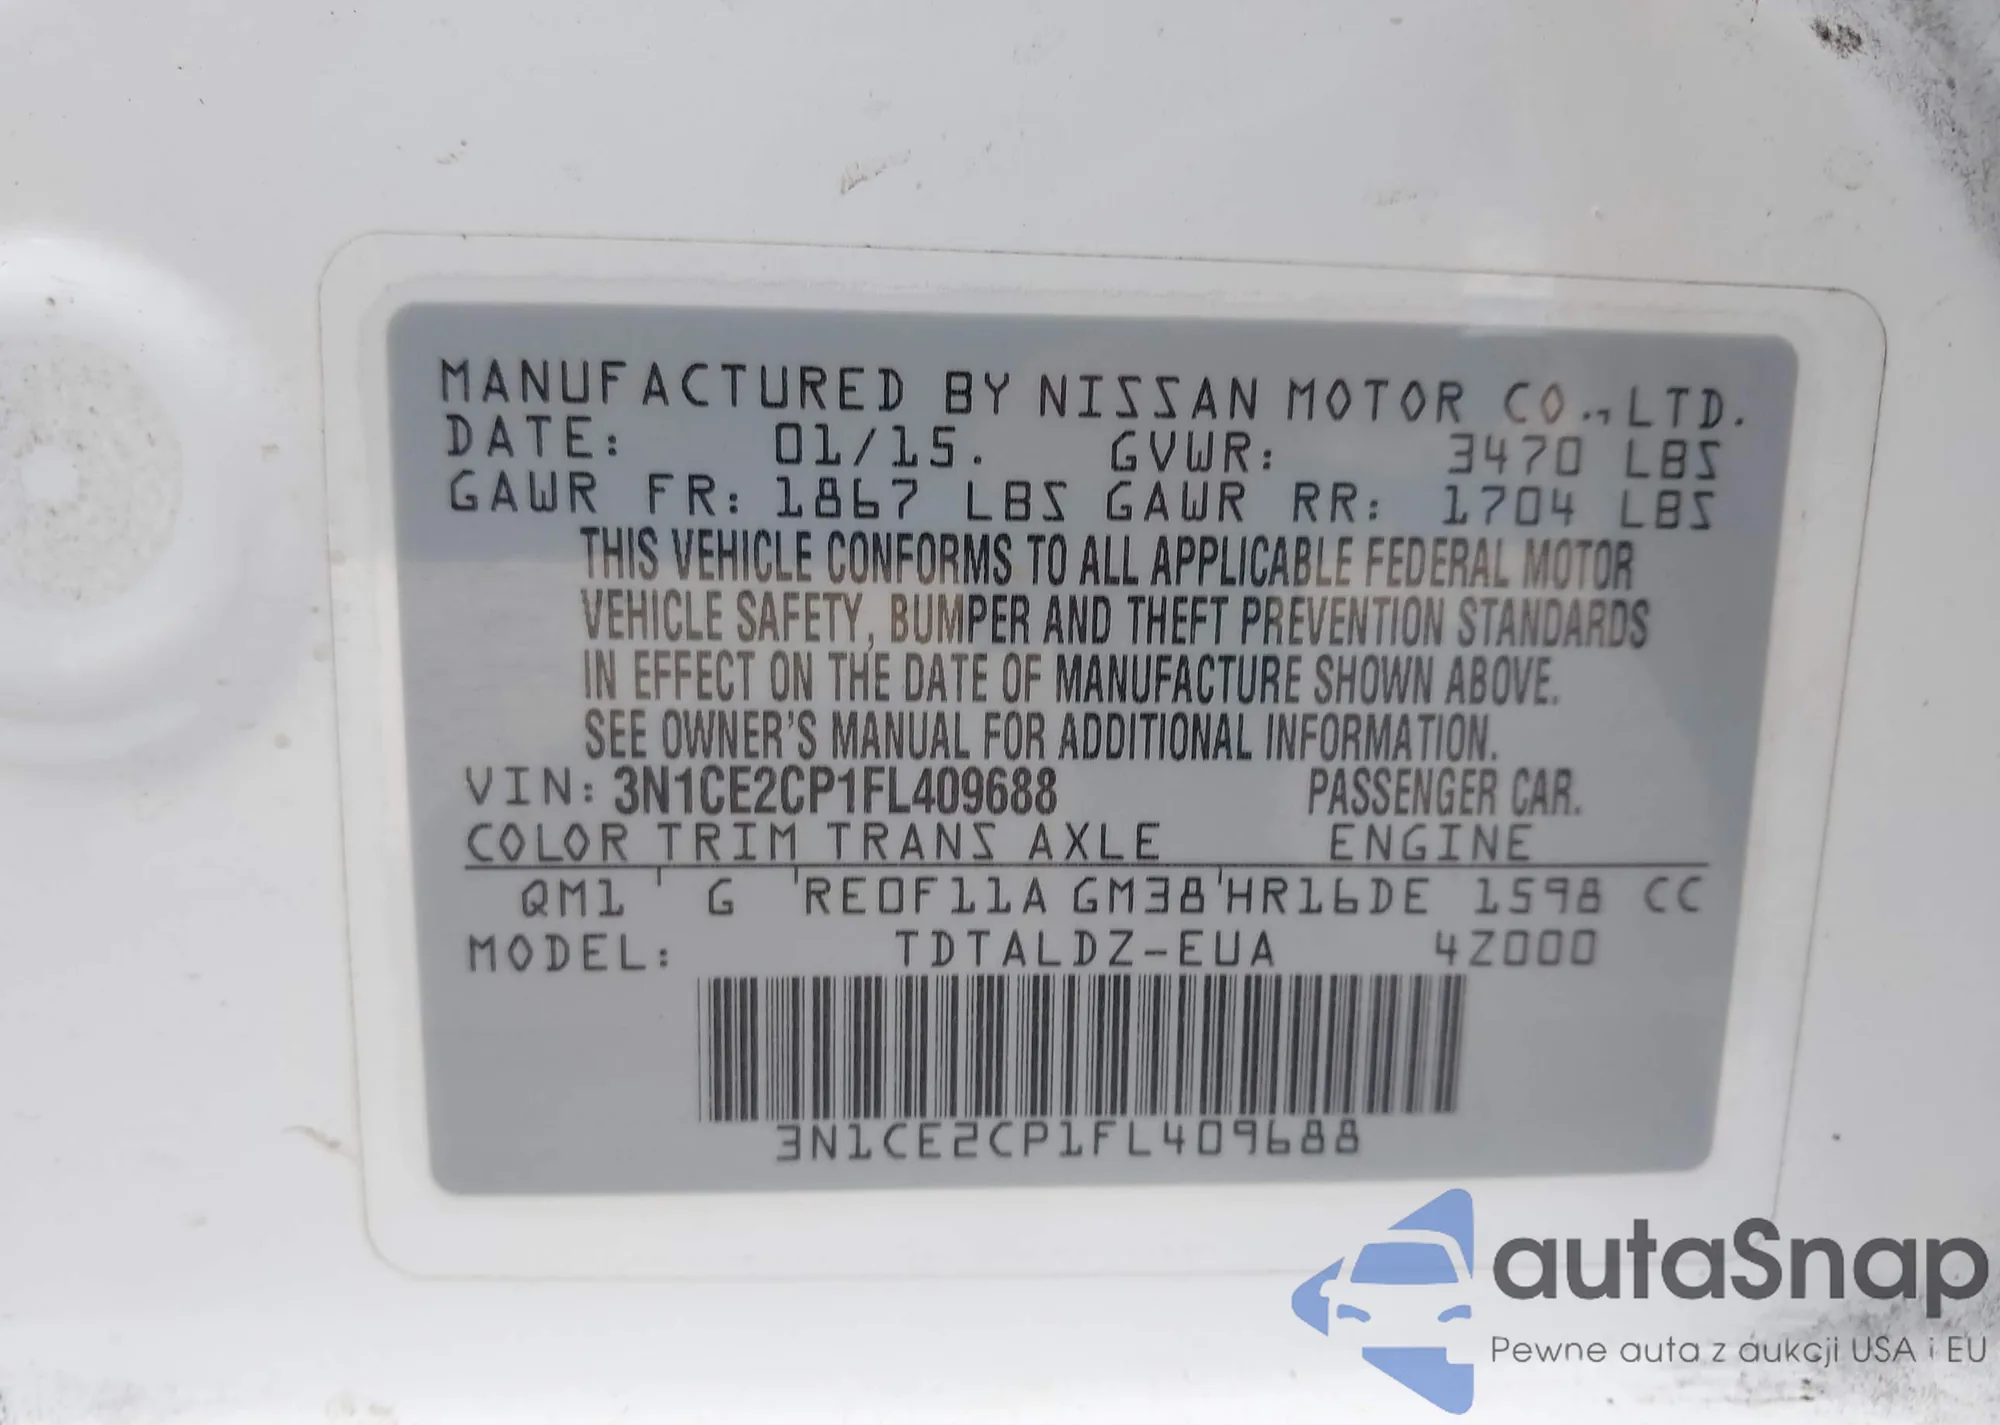 MANUFACTURED BY NISSAN MOTOR CO.,LTD.
DATE: 01/15. GVWR: 3470 LBS
GAWR FR: 1867 LBS GAWR RR: 1704 LBS
THIS VEHICLE CONFORMS TO ALL APPLICABLE FEDERAL MOTOR
VEHICLE SAFETY, BUMPER AND THEFT PREVENTION STANDARDS
IN EFFECT ON THE DATE OF MANUFACTURE SHOWN ABOVE.
SEE OWNER'S MANUAL FOR ADDITIONAL INFORMATION.
VIN: 3N1CE2CP1FL409688 PASSENGER CAR.
COLOR TRIM TRANS AXLE ENGINE
QM1 G RE0F11A GM38 HR16DE 1598 CC
MODEL: TDTALDZ-EUA 4Z000
3N1CE2CP1FL409688
autaSnap
Pewne auta z aukcji USA i EU